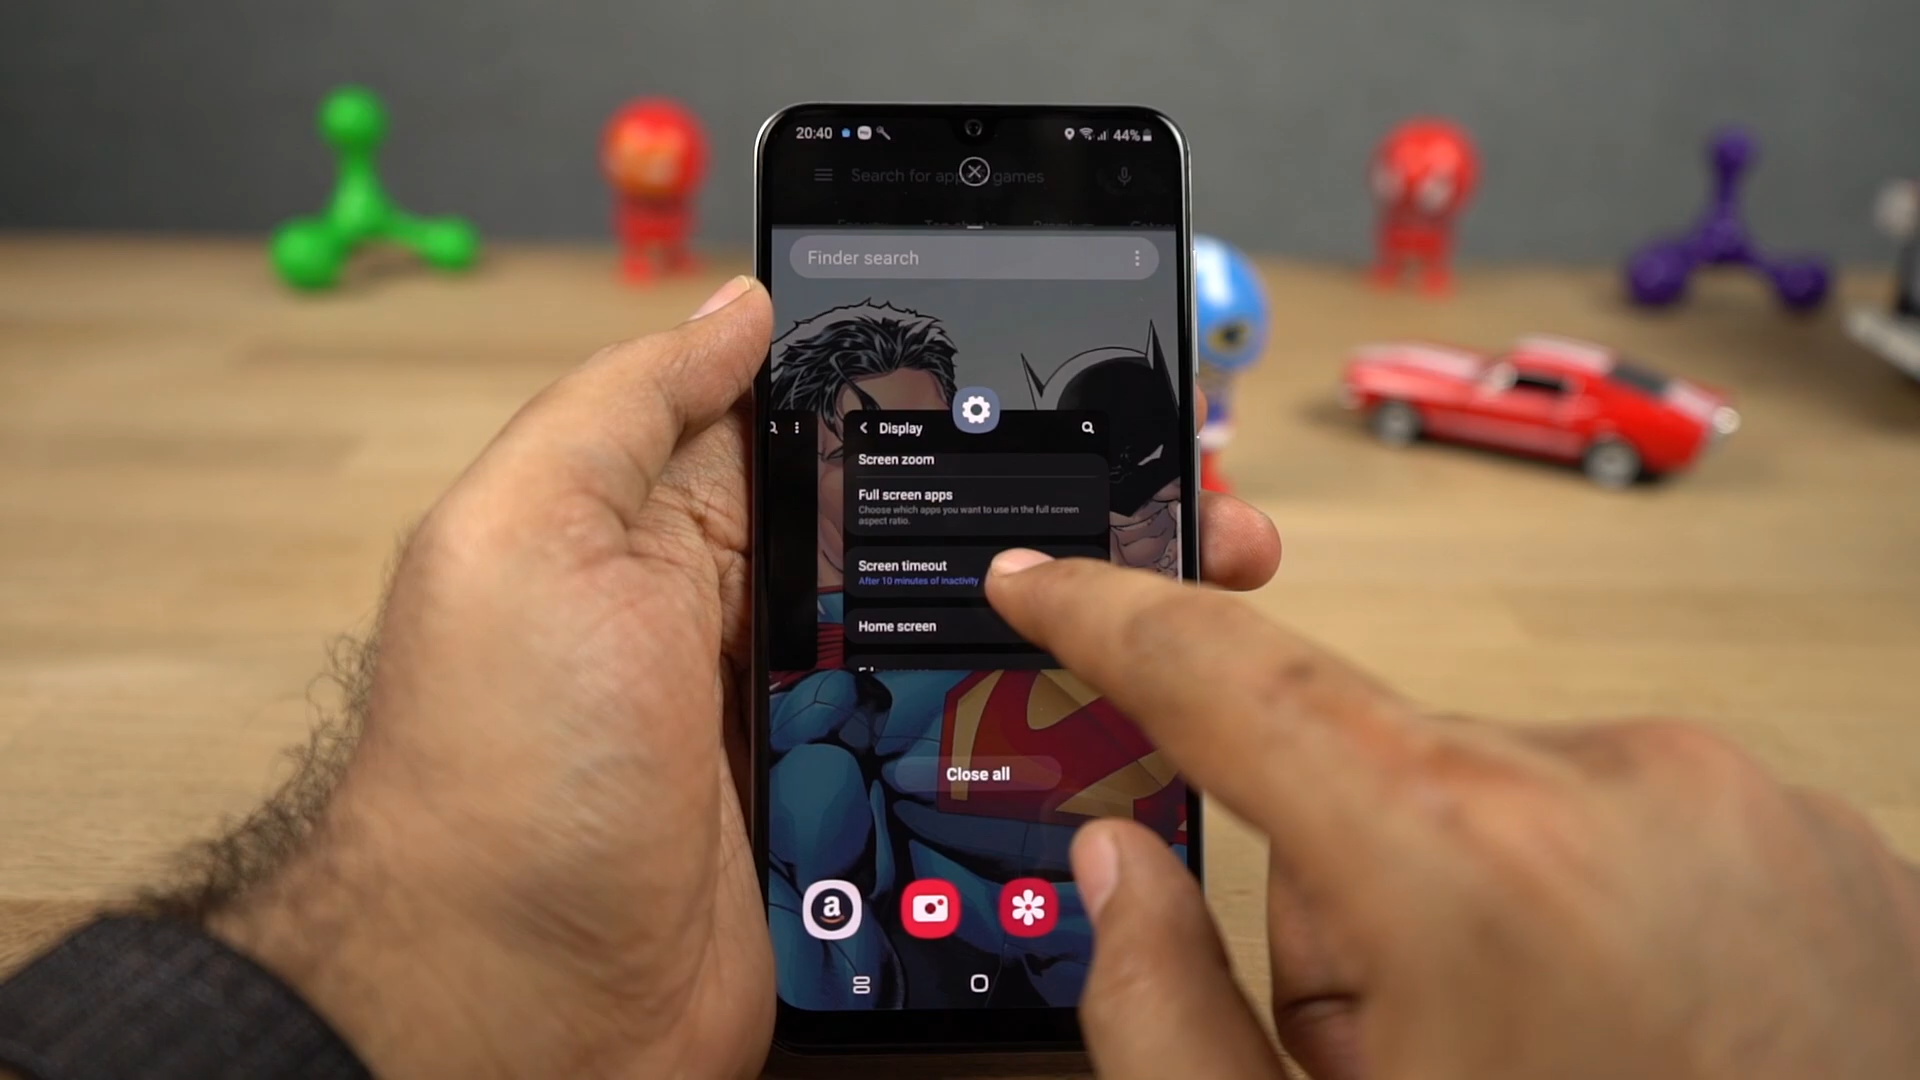 20:40
44%
Search for apps & games
Finder search
Display
Screen zoom
Full screen apps
Choose which apps you want to use in the full screen
aspect ratio.
Screen timeout
After 10 minutes of inactivity
Home screen
Close all
a